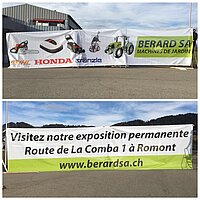 BERARD SA
MACHINES DE JARDIN
STIHL HONDA stanzia
Visitez notre exposition permanente
Route de La Comba 1 à Romont
www.berardsa.ch